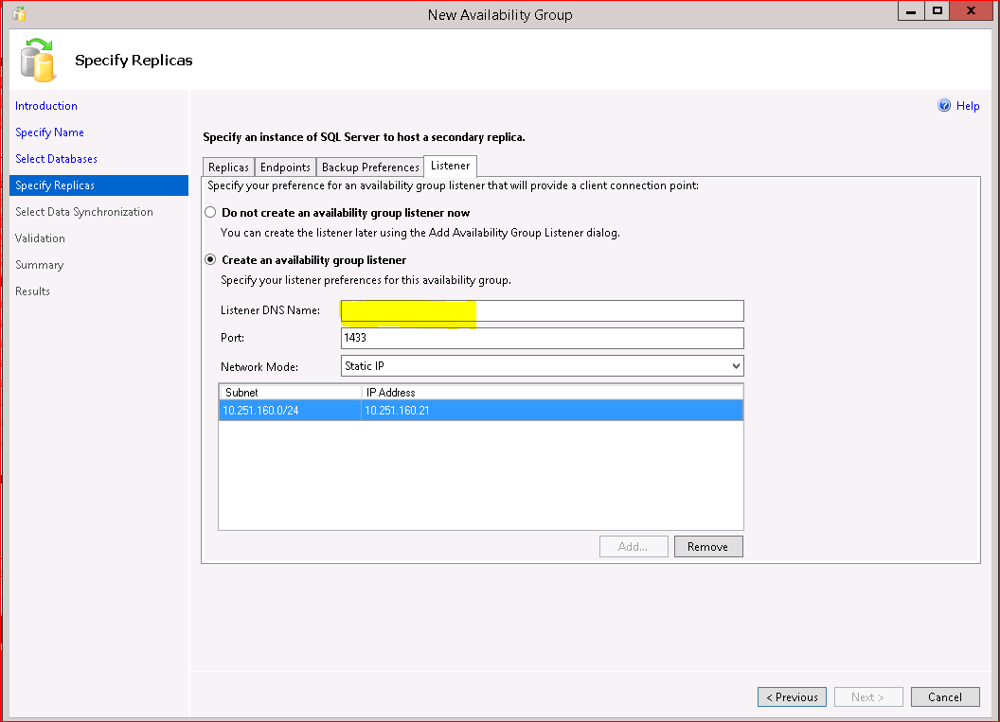 New Availability Group
Specify Replicas
Introduction
Specify Name
Select Databases
Specify Replicas
Select Data Synchronization
Validation
Summary
Results
Help
Specify an instance of SQL Server to host a secondary replica.
Replicas Endpoints Backup Preferences Listener
Specify your preference for an availability group listener that will provide a client connection point:
Do not create an availability group listener now
You can create the listener later using the Add Availability Group Listener dialog.
Create an availability group listener
Specify your listener preferences for this availability group.
Listener DNS Name:
Port: 1433
Network Mode: Static IP
Subnet IP Address
10.251.160.0/24 10.251.160.21
Add... Remove
< Previous Next > Cancel